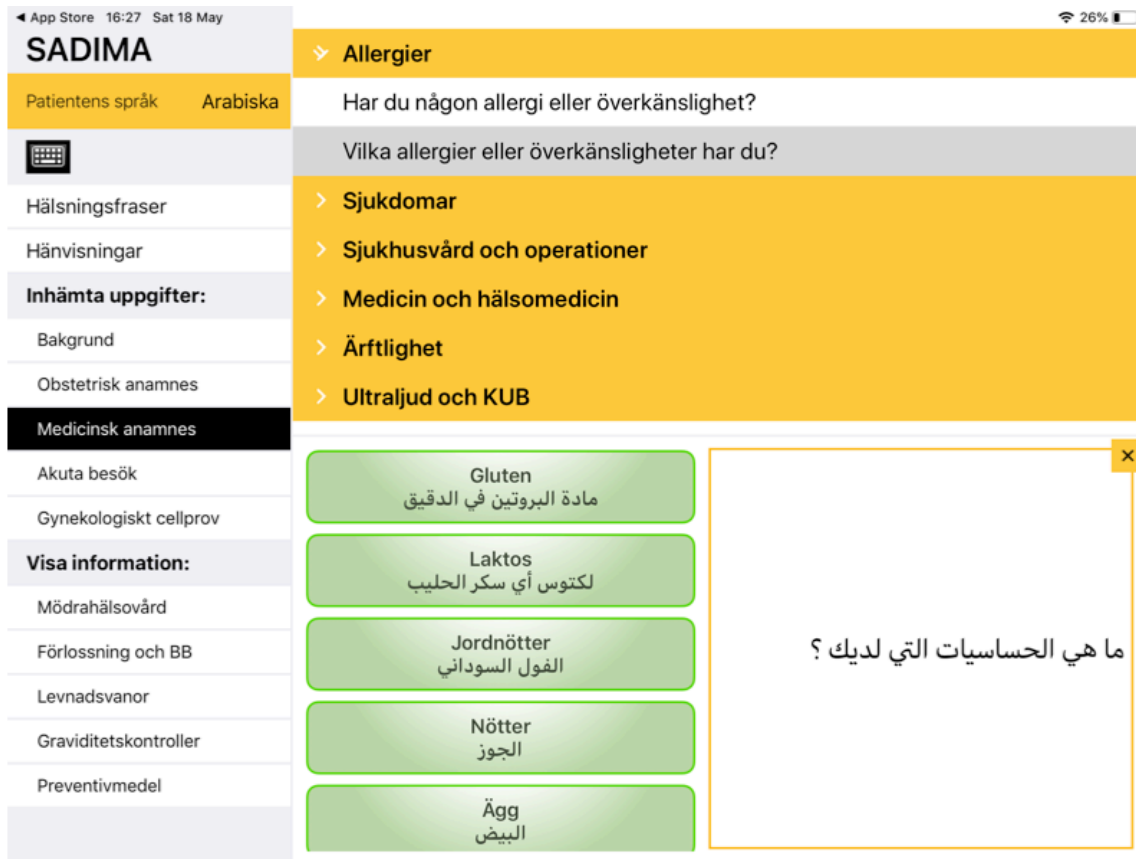 App Store 16:27 Sat 18 May
26%
SADIMA
Patientens språk Arabiska
Hälsningsfraser
Hänvisningar
Inhämta uppgifter:
Bakgrund
Obstetrisk anamnes
Medicinsk anamnes
Akuta besök
Gynekologiskt cellprov
Visa information:
Mödrahälsovård
Förlossning och BB
Levnadsvanor
Graviditetskontroller
Preventivmedel
Allergier
Har du någon allergi eller överkänslighet?
Vilka allergier eller överkänsligheter har du?
Sjukdomar
Sjukhusvård och operationer
Medicin och hälsomedicin
Ärftlighet
Ultraljud och KUB
Gluten
مادة البروتين في الدقيق
Laktos
لكتوس أي سكر الحليب
Jordnötter
الفول السوداني
Nötter
الجوز
Ägg
البيض
ما هي الحساسيات التي لديك ؟